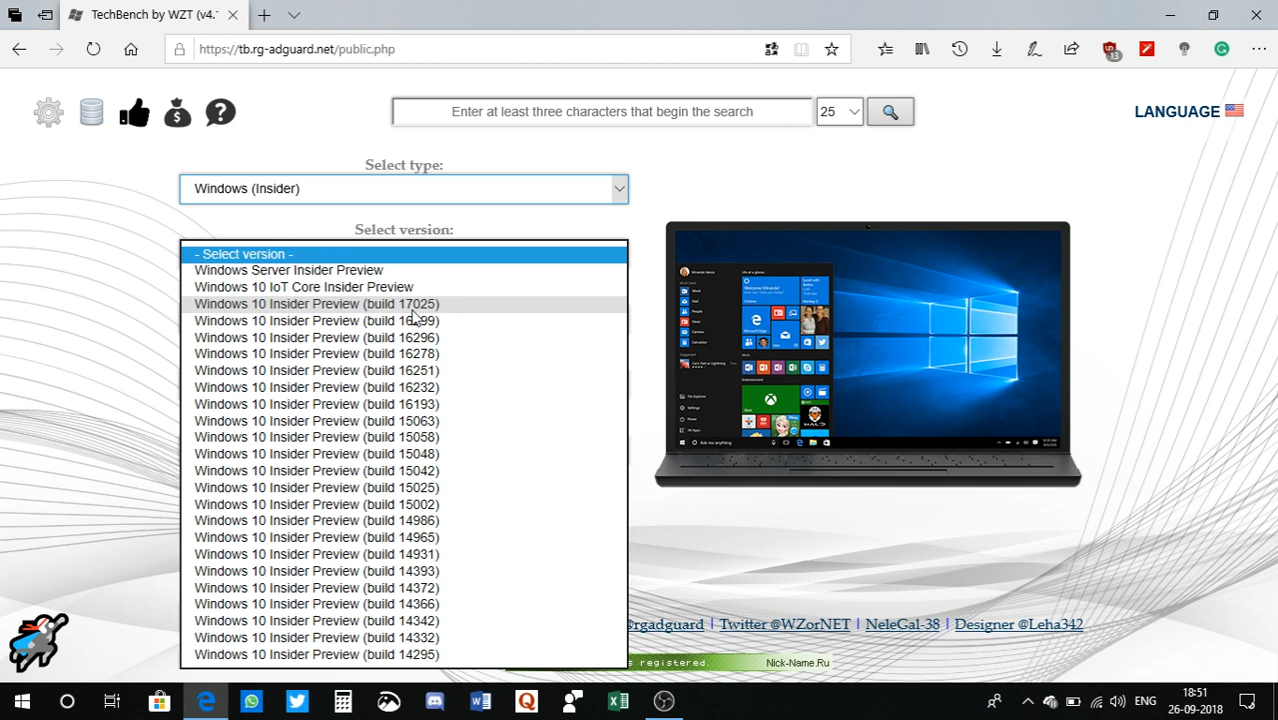 TechBench by WZT (v4.
https://tb.rg-adguard.net/public.php
13
Enter at least three characters that begin the search
25
LANGUAGE
Select type:
Windows (Insider)
Select version:
- Select version -
Windows Server Insider Preview
Windows 10 IoT Core Insider Preview
Windows 10 Insider Preview (build 17025)
Windows 10 Insider Preview (build 16299)
Windows 10 Insider Preview (build 16296)
Windows 10 Insider Preview (build 16278)
Windows 10 Insider Preview (build 16251)
Windows 10 Insider Preview (build 16232)
Windows 10 Insider Preview (build 16193)
Windows 10 Insider Preview (build 15063)
Windows 10 Insider Preview (build 15058)
Windows 10 Insider Preview (build 15048)
Windows 10 Insider Preview (build 15042)
Windows 10 Insider Preview (build 15025)
Windows 10 Insider Preview (build 15002)
Windows 10 Insider Preview (build 14986)
Windows 10 Insider Preview (build 14965)
Windows 10 Insider Preview (build 14931)
Windows 10 Insider Preview (build 14393)
Windows 10 Insider Preview (build 14372)
Windows 10 Insider Preview (build 14366)
Windows 10 Insider Preview (build 14342)
Windows 10 Insider Preview (build 14332)
Windows 10 Insider Preview (build 14295)
@rgadguard | Twitter @WZorNET | NeleGal-38 | Designer @Leha342
registered. Nick-Name.Ru
ENG
18:51
26-09-2018